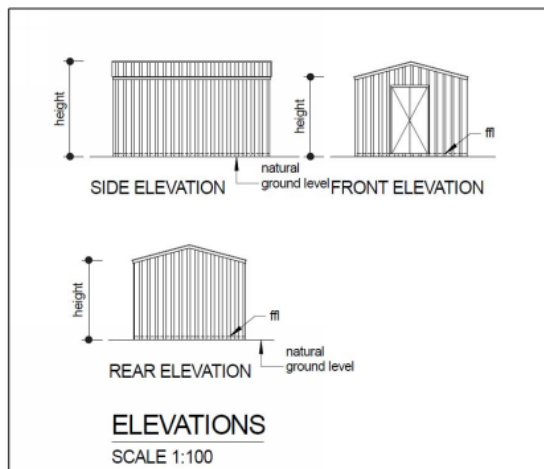 height
height
ffl
natural
ground level
SIDE ELEVATION
FRONT ELEVATION
height
ffl
natural
ground level
REAR ELEVATION
ELEVATIONS
SCALE 1:100